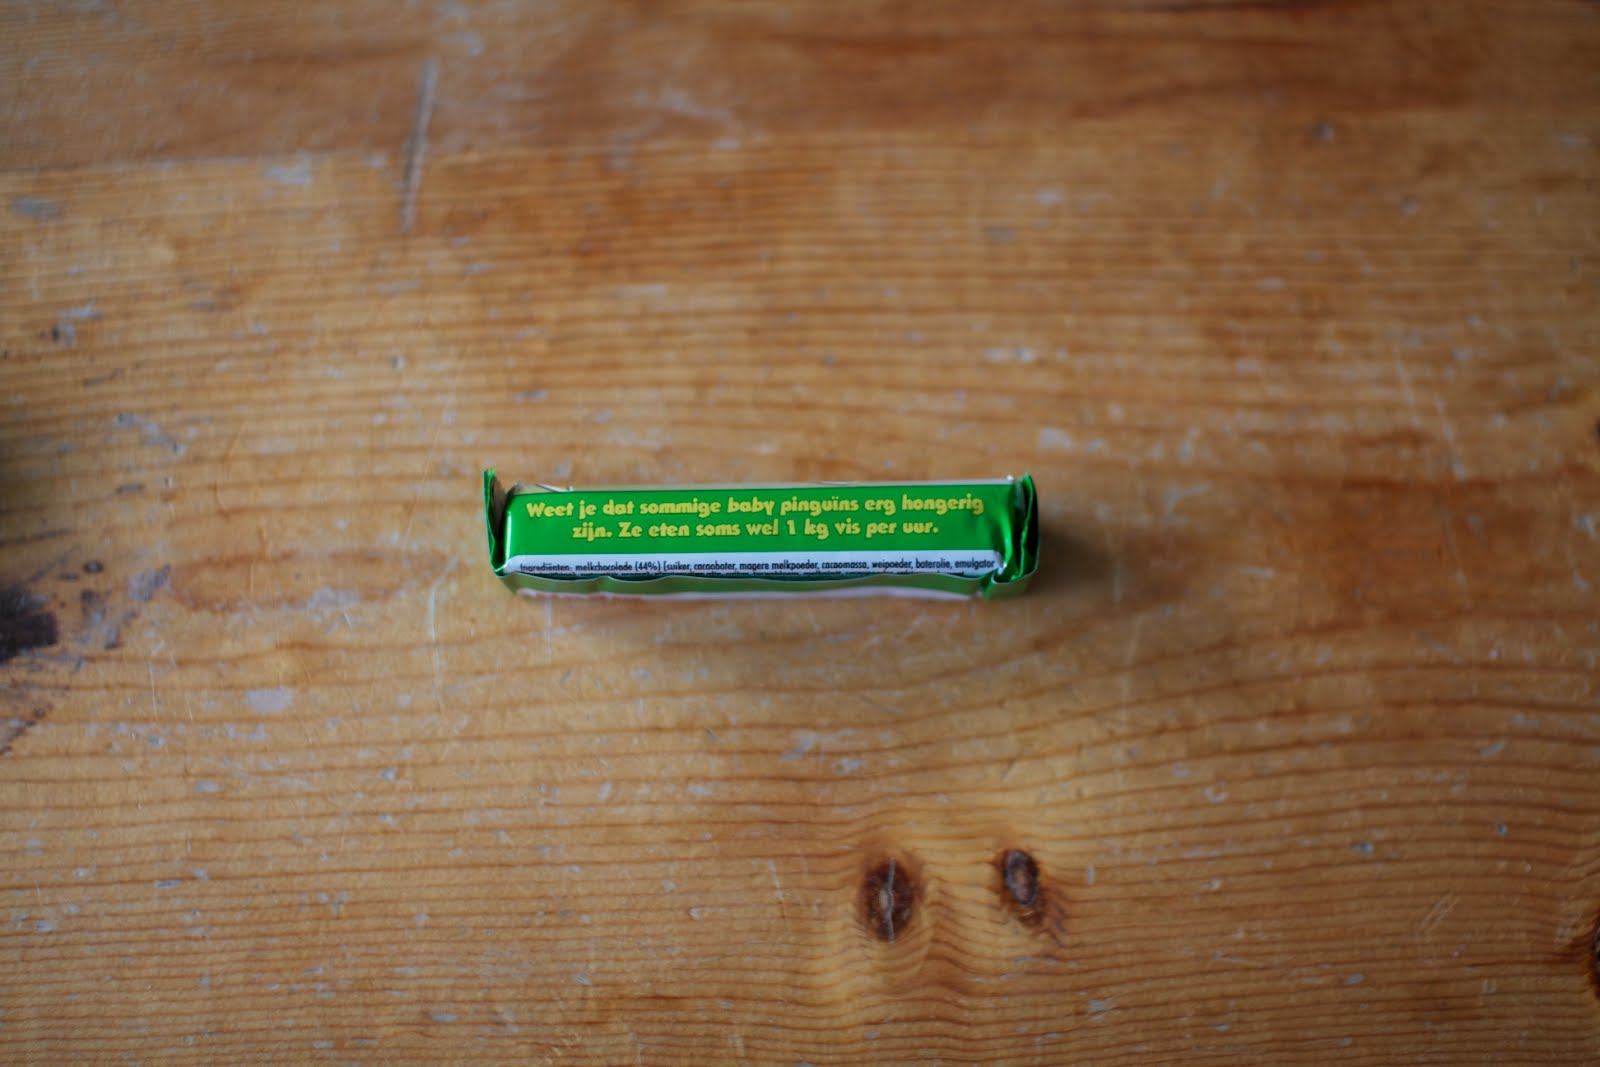 Weet je dat sommige baby pinguïns erg hongerig
zijn. Ze eten soms wel 1 kg vis per uur.
Ingrediënten: melkchocolade (44%) [suiker, cacaoboter, magere melkpoeder, cacaomassa, weipoeder, boterolie, emulgator